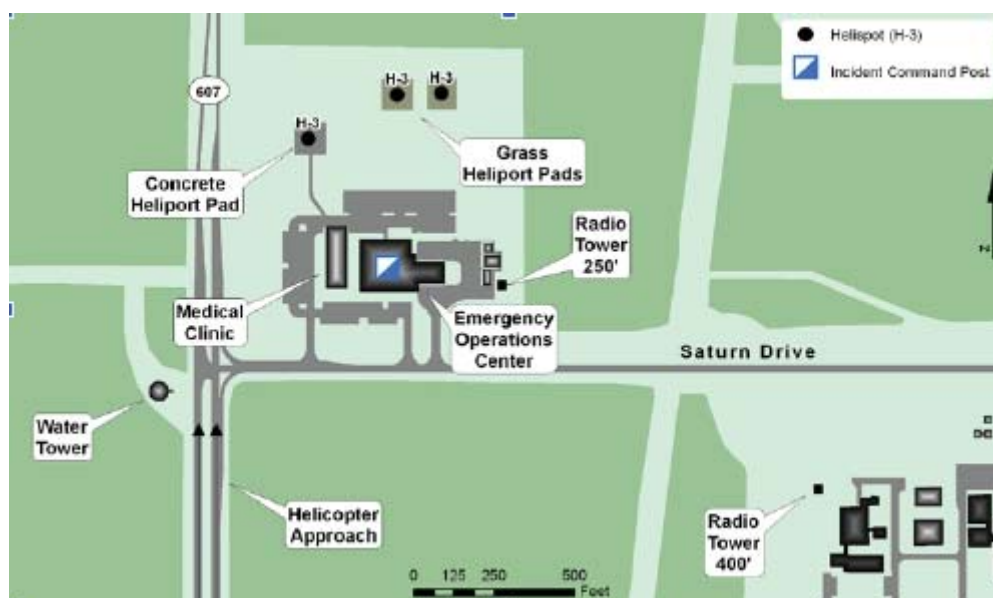 Helispot (H-3)
Incident Command Post
607
H-3
H-3
H-3
Concrete
Heliport Pad
Grass
Heliport Pads
Radio
Tower
250'
Medical
Clinic
Emergency
Operations
Center
Saturn Drive
Water
Tower
Helicopter
Approach
Radio
Tower
400'
0 125 250 500
Feet
N